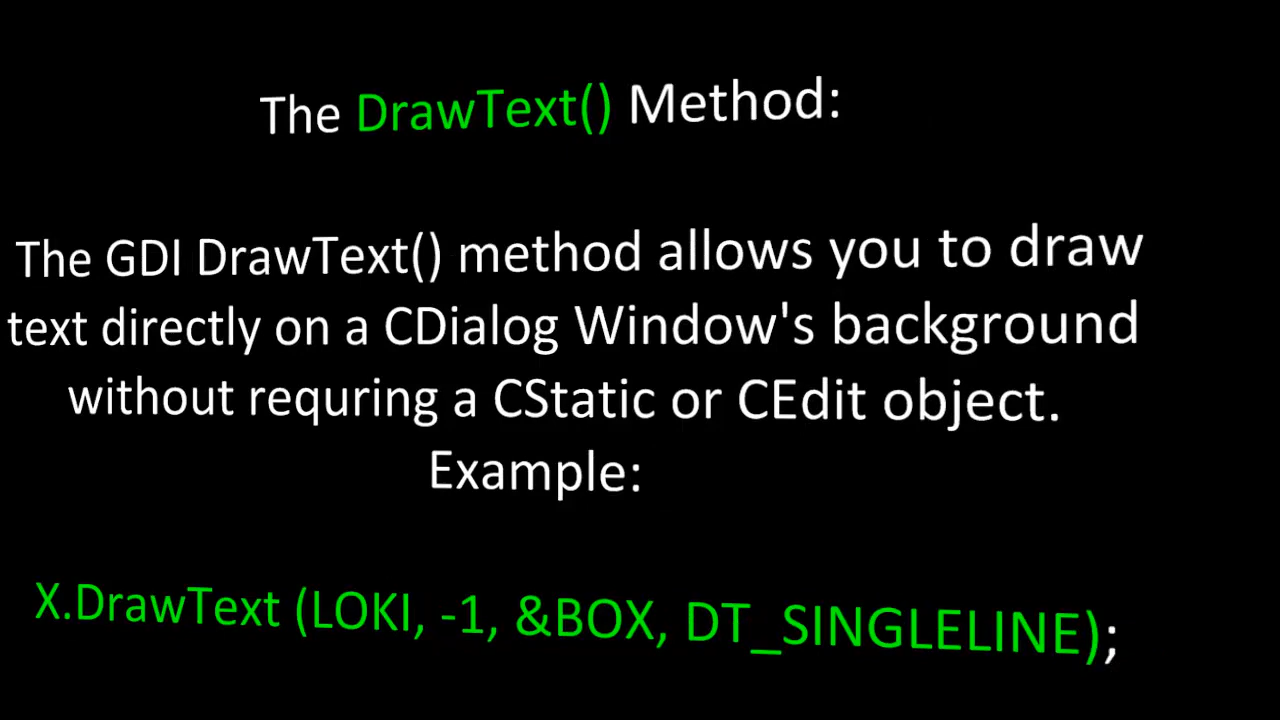 The DrawText() Method:
The GDI DrawText() method allows you to draw
text directly on a CDialog Window's background
without requring a CStatic or CEdit object.
Example:
X.DrawText (LOKI, -1, &BOX, DT_SINGLELINE);